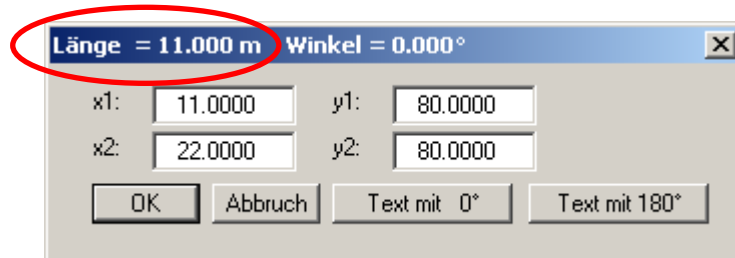 Länge = 11.000 m Winkel = 0.000°
x1: 11.0000 y1: 80.0000
x2: 22.0000 y2: 80.0000
OK Abbruch Text mit 0° Text mit 180°